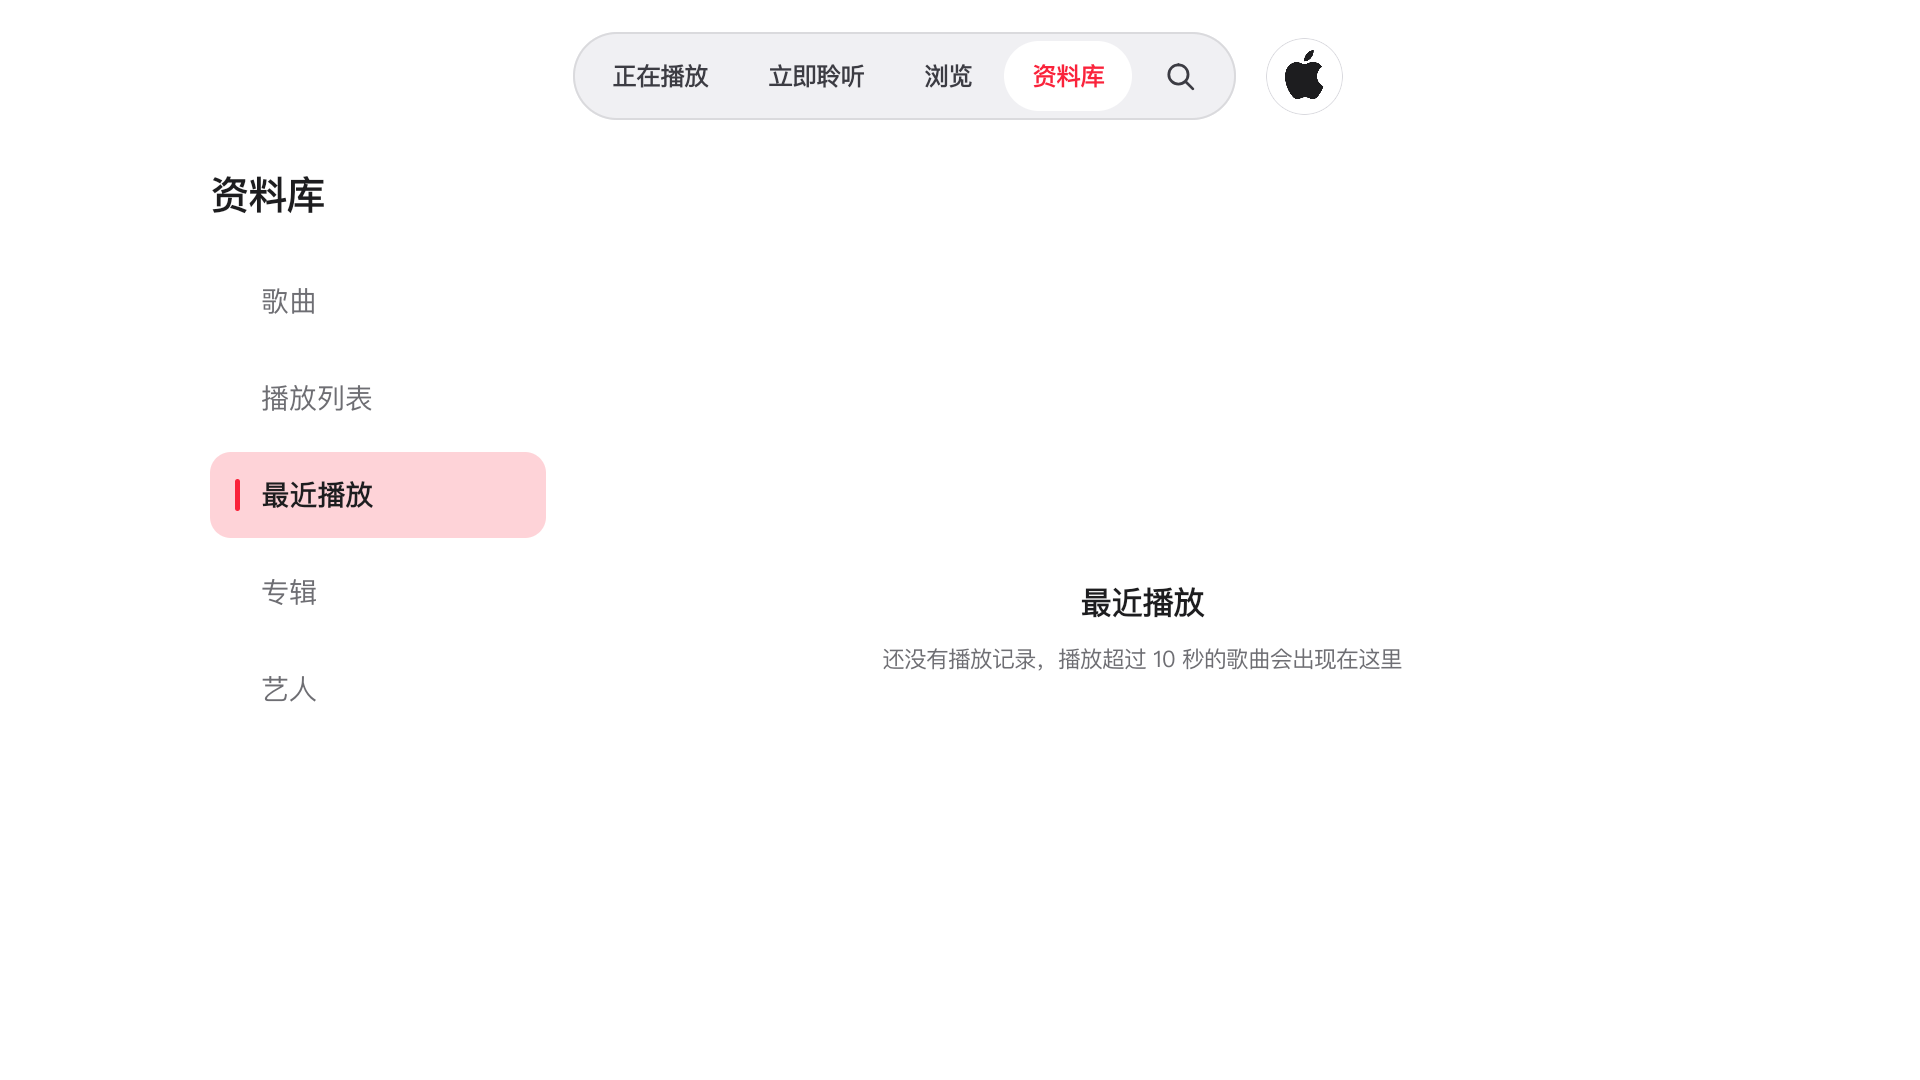 正在播放 立即聆听 浏览 资料库
资料库
歌曲
播放列表
最近播放
专辑
艺人
最近播放
还没有播放记录，播放超过 10 秒的歌曲会出现在这里